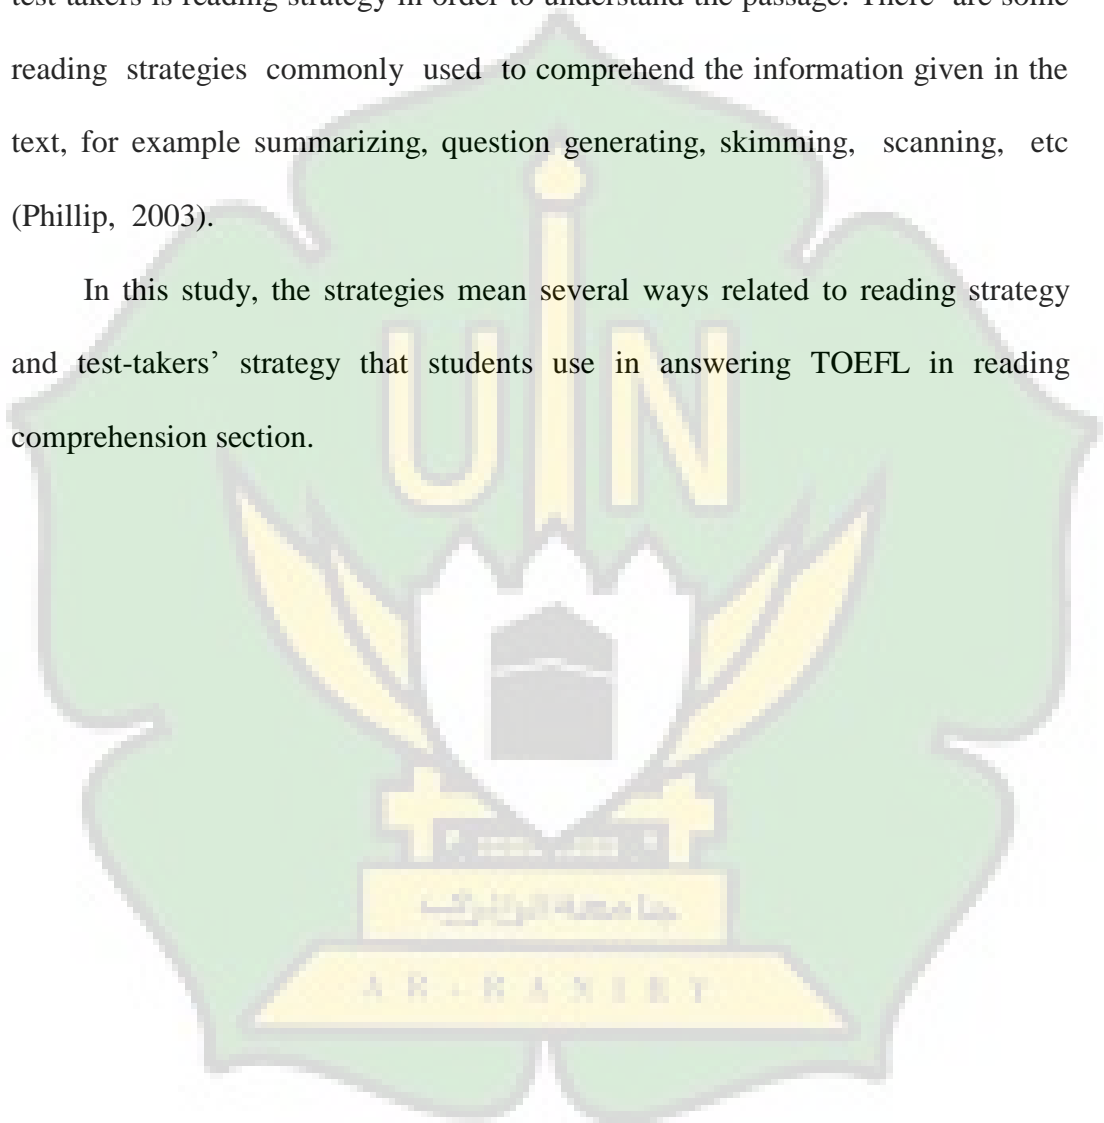 test-takers is reading strategy in order to understand the passage. There are some
reading strategies commonly used to comprehend the information given in the
text, for example summarizing, question generating, skimming, scanning, etc
(Phillip, 2003).
In this study, the strategies mean several ways related to reading strategy
and test-takers’ strategy that students use in answering TOEFL in reading
comprehension section.
UIN
جامعة الرانيري
AR-RANIRY